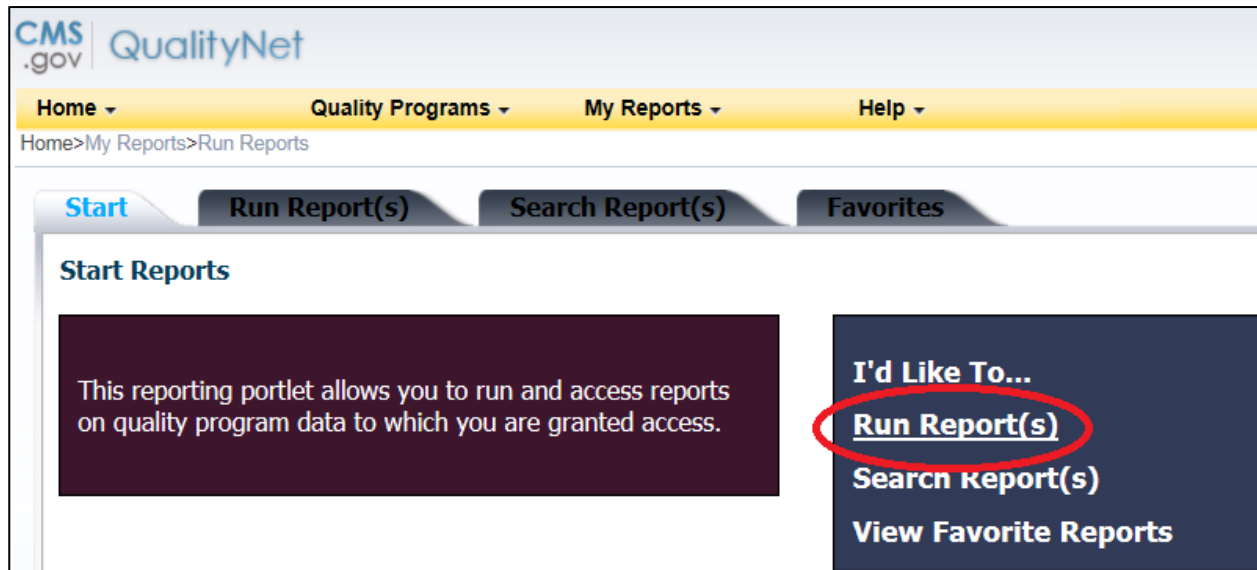 CMS
.gov QualityNet
Home Quality Programs My Reports Help
Home>My Reports>Run Reports
Start Run Report(s) Search Report(s) Favorites
Start Reports
This reporting portlet allows you to run and access reports
on quality program data to which you are granted access.
I'd Like To...
Run Report(s)
Search Report(s)
View Favorite Reports